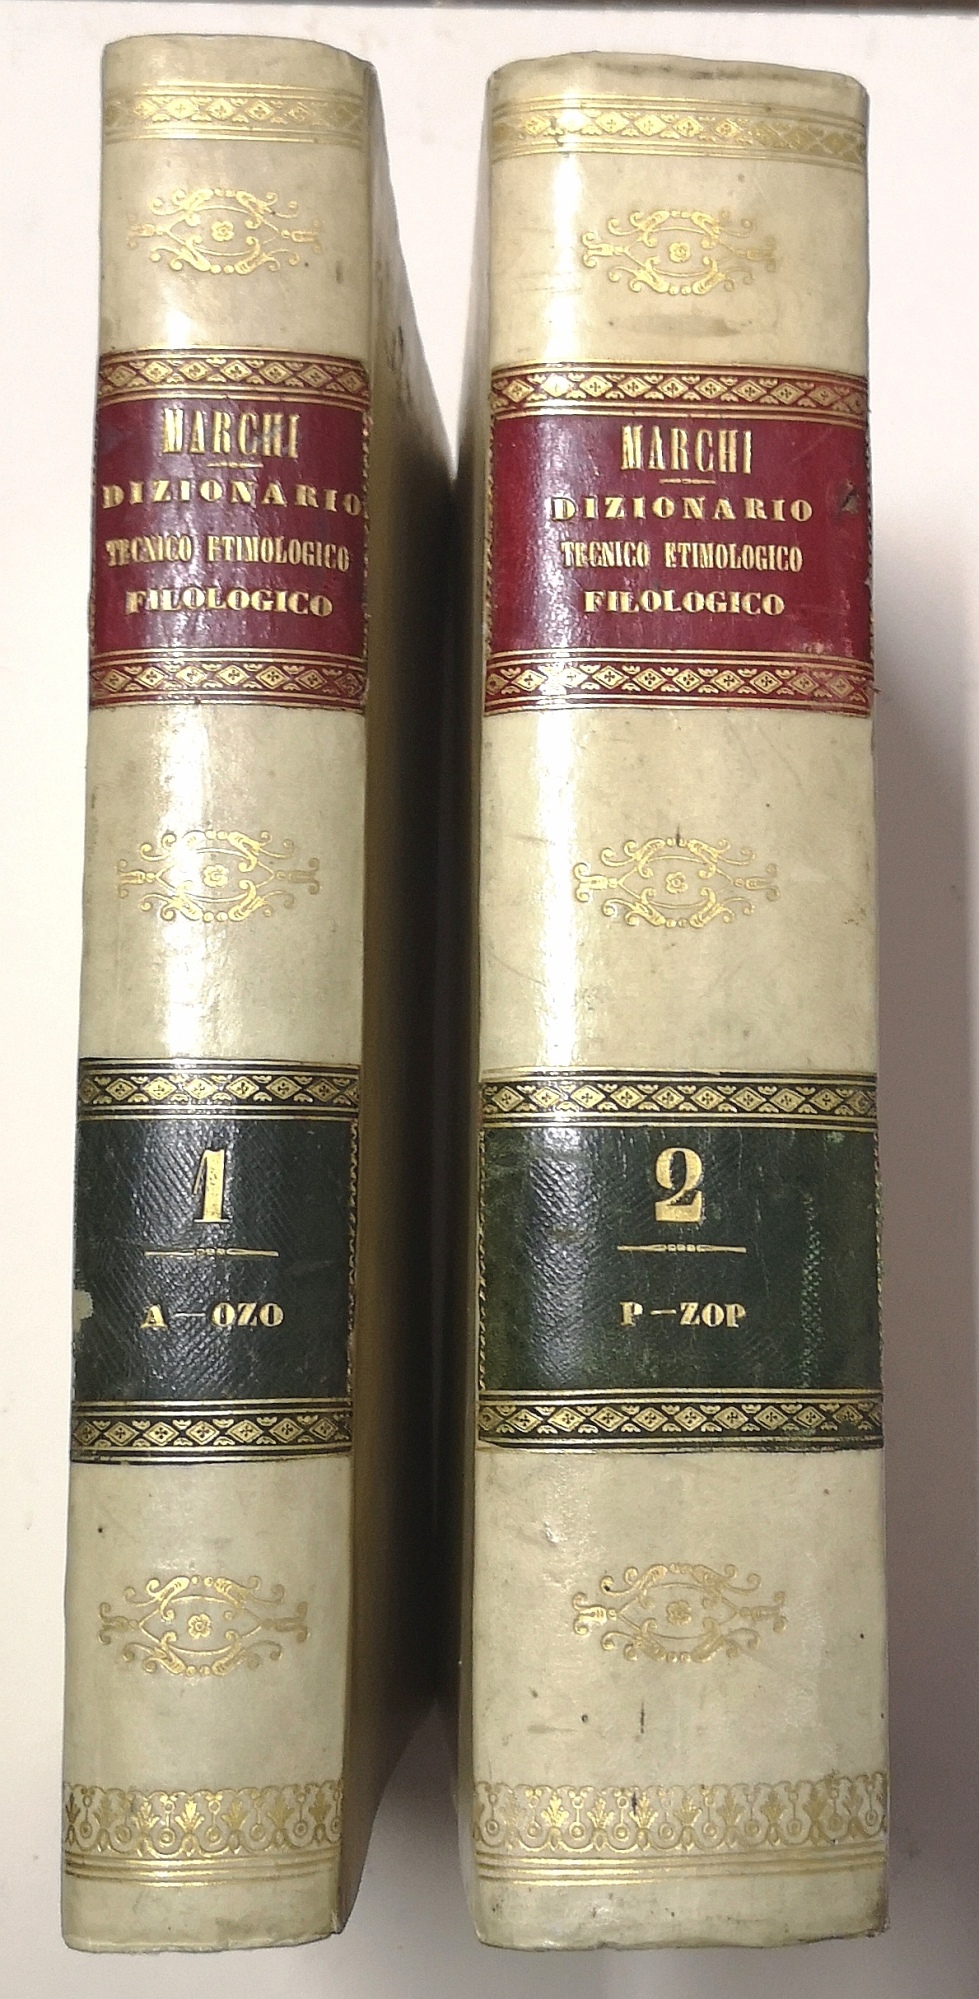 MARCHI
DIZIONARIO
TECNICO ETIMOLOGICO
FILOLOGICO
1
A—OZO
MARCHI
DIZIONARIO
TECNICO ETIMOLOGICO
FILOLOGICO
2
P—ZOP